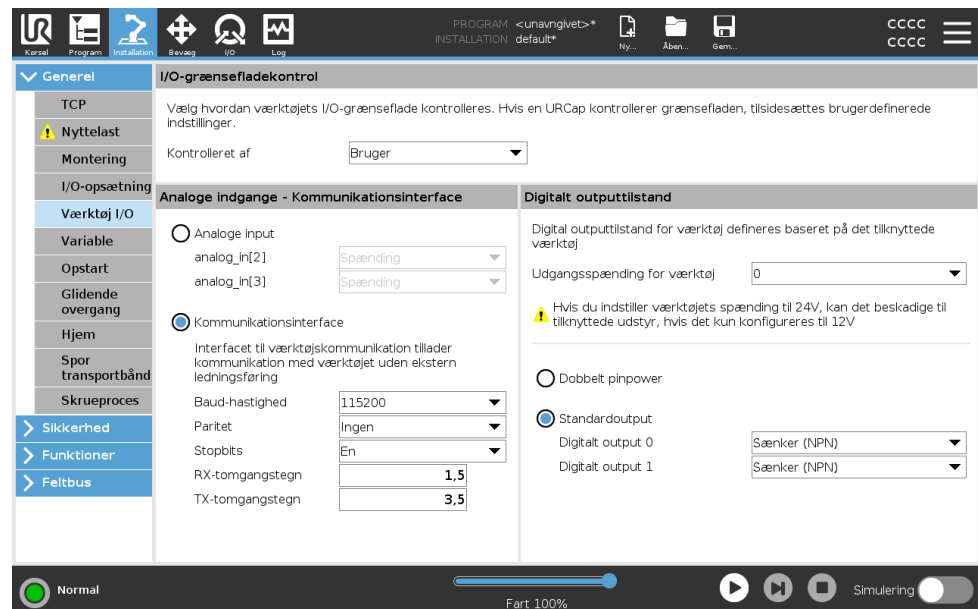 UR
PROGRAM <unavngivet>*
INSTALLATION default*
CCCC
CCCC
Kørsel Program Installation Bevæg I/O Log Ny... Åben... Gem...
Generel
TCP
Nyttelast
Montering
I/O-opsætning
Værktøj I/O
Variable
Opstart
Glidende
overgang
Hjem
Spor
transportbånd
Skrueproces
Sikkerhed
Funktioner
Feltbus
I/O-grænsefladekontrol
Vælg hvordan værktøjets I/O-grænseflade kontrolleres. Hvis en URCap kontrollerer grænsefladen, tilsidesættes brugerdefinerede
indstillinger.
Kontrolleret af Bruger
Analoge indgange - Kommunikationsinterface
Analoge input
analog_in[2] Spænding
analog_in[3] Spænding
Kommunikationsinterface
Interfacet til værktøjskommunikation tillader
kommunikation med værktøjet uden ekstern
ledningsføring
Baud-hastighed 115200
Paritet Ingen
Stopbits En
RX-tomgangstegn 1,5
TX-tomgangstegn 3,5
Digitalt outputtilstand
Digital outputtilstand for værktøj defineres baseret på det tilknyttede
værktøj
Udgangsspænding for værktøj 0
Hvis du indstiller værktøjets spænding til 24V, kan det beskadige til
tilknyttede udstyr, hvis det kun konfigureres til 12V
Dobbelt pinpower
Standardoutput
Digitalt output 0 Sænker (NPN)
Digitalt output 1 Sænker (NPN)
Normal
Fart 100%
Simulering